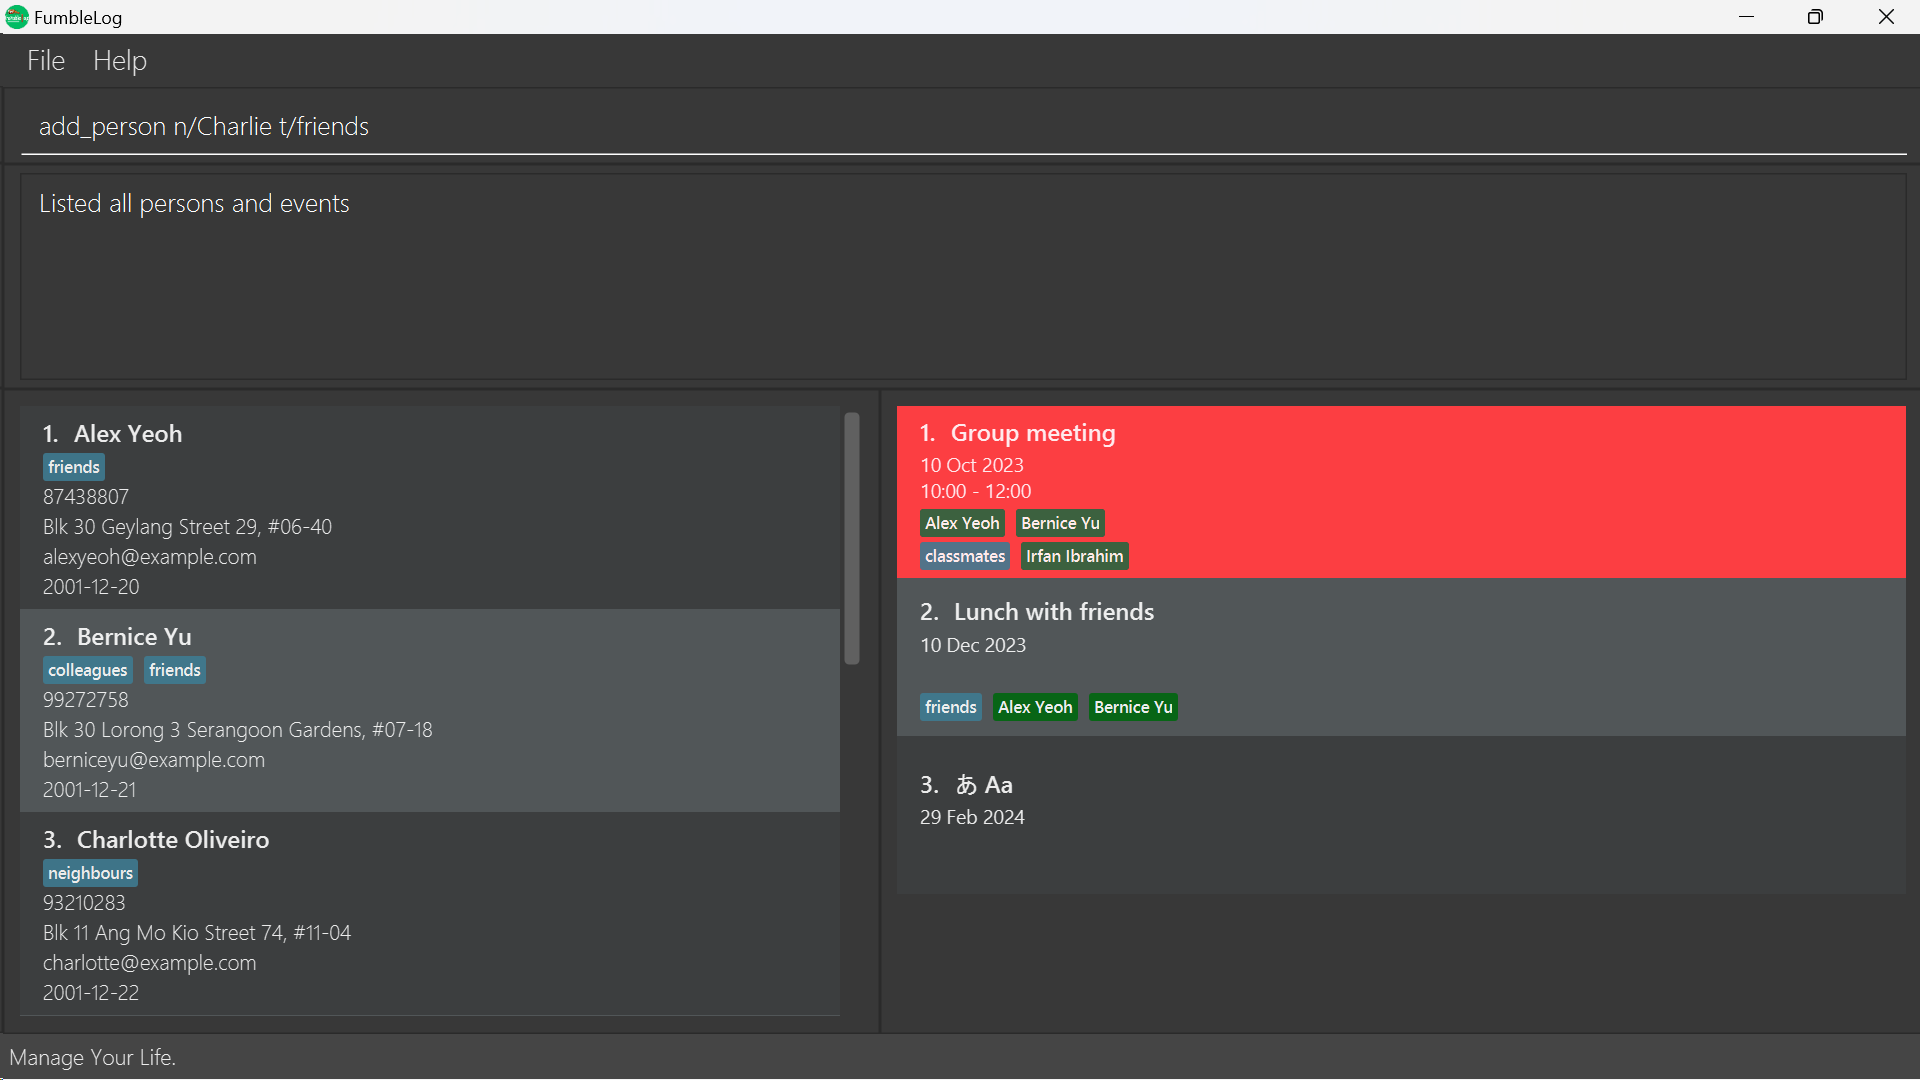 FumbleLog
File Help
add_person n/Charlie t/friends
Listed all persons and events
1. Alex Yeoh
friends
87438807
Blk 30 Geylang Street 29, #06-40
alexyeoh@example.com
2001-12-20
2. Bernice Yu
colleagues friends
99272758
Blk 30 Lorong 3 Serangoon Gardens, #07-18
berniceyu@example.com
2001-12-21
3. Charlotte Oliveiro
neighbours
93210283
Blk 11 Ang Mo Kio Street 74, #11-04
charlotte@example.com
2001-12-22
1. Group meeting
10 Oct 2023
10:00 - 12:00
Alex Yeoh Bernice Yu
classmates Irfan Ibrahim
2. Lunch with friends
10 Dec 2023
friends Alex Yeoh Bernice Yu
3. あ Aa
29 Feb 2024
Manage Your Life.